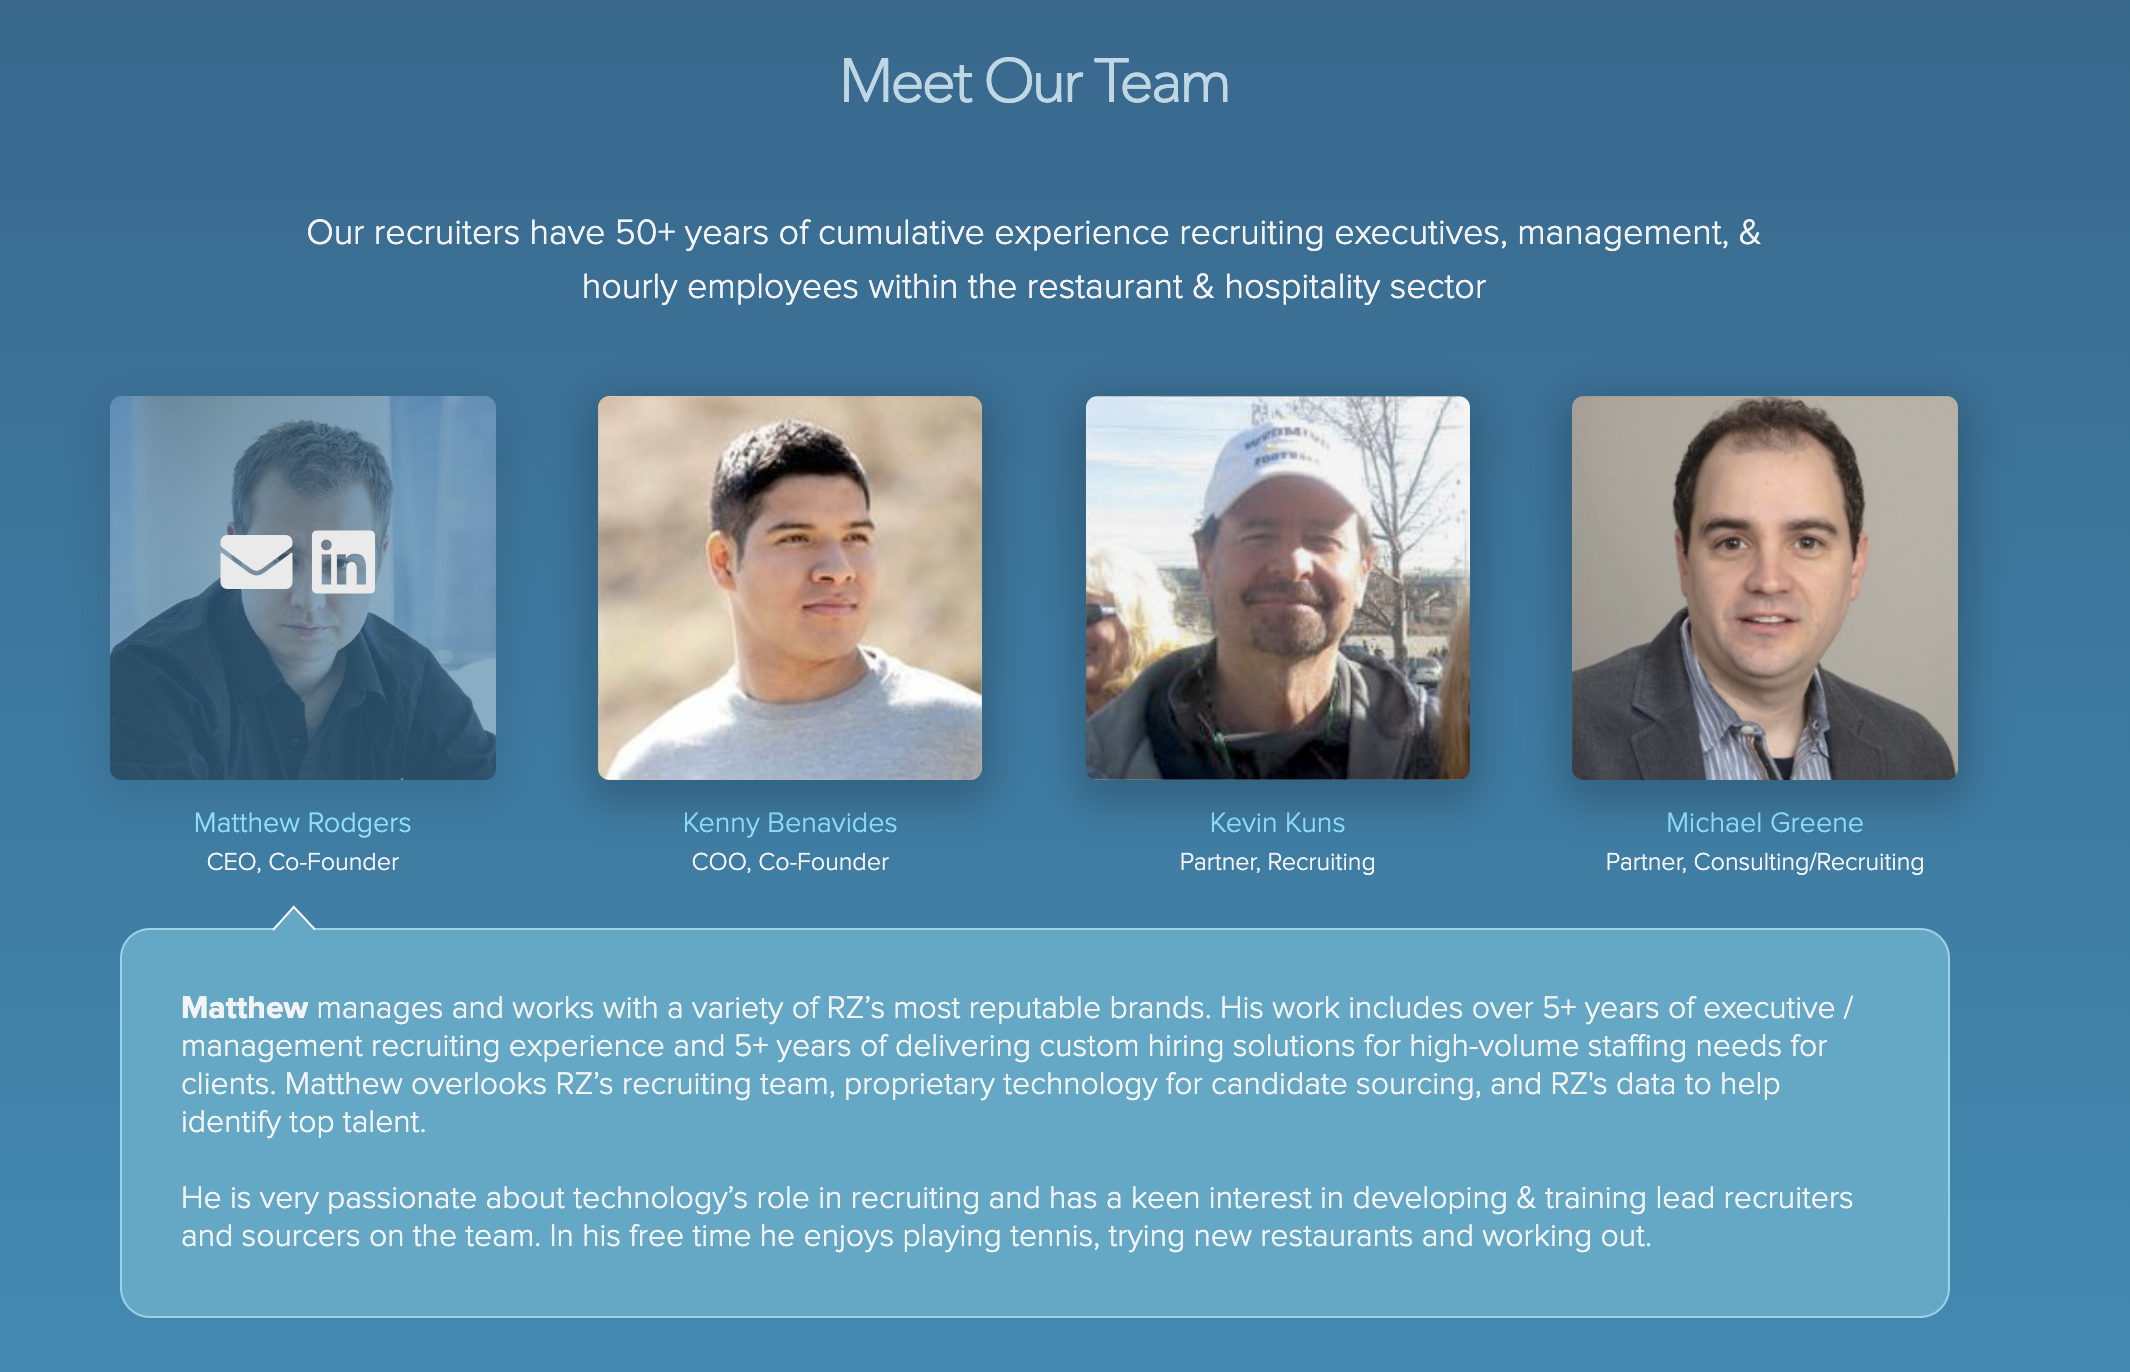 Meet Our Team
Our recruiters have 50+ years of cumulative experience recruiting executives, management, &
hourly employees within the restaurant & hospitality sector
WYOMING
FOOTBALL
in
Matthew Rodgers
CEO, Co-Founder
Kenny Benavides
COO, Co-Founder
Kevin Kuns
Partner, Recruiting
Michael Greene
Partner, Consulting/Recruiting
Matthew manages and works with a variety of RZ’s most reputable brands. His work includes over 5+ years of executive /
management recruiting experience and 5+ years of delivering custom hiring solutions for high-volume staffing needs for
clients. Matthew overlooks RZ’s recruiting team, proprietary technology for candidate sourcing, and RZ's data to help
identify top talent.
He is very passionate about technology’s role in recruiting and has a keen interest in developing & training lead recruiters
and sourcers on the team. In his free time he enjoys playing tennis, trying new restaurants and working out.